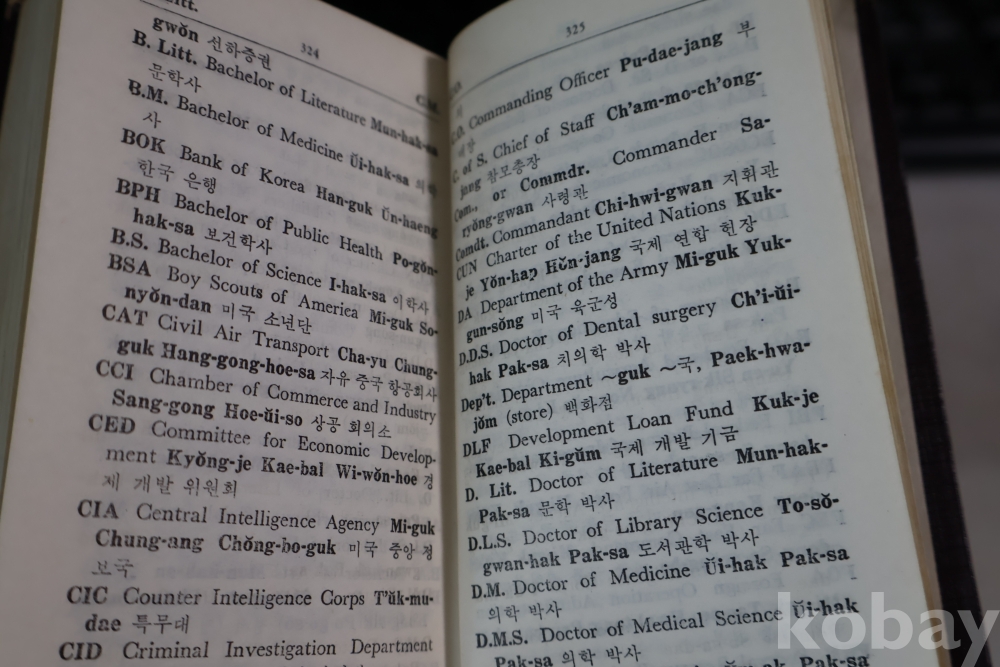 Litt.
324
gwŏn 선하증권
B. Litt. Bachelor of Literature Mun-hak-sa
문학사
B.M. Bachelor of Medicine Ŭi-hak-sa 의학
사
BOK Bank of Korea Han-guk Ŭn-haeng
한국 은행
BPH Bachelor of Public Health Po-gŏn-
hak-sa 보건학사
B.S. Bachelor of Science I-hak-sa 이학사
BSA Boy Scouts of America Mi-guk So-
nyŏn-dan 미국 소년단
CAT Civil Air Transport Cha-yu Chung-
guk Hang-gong-hoe-sa 자유 중국 항공회사
CCI Chamber of Commerce and Industry
Sang-gong Hoe-ŭi-so 상공 회의소
CED Committee for Economic Develop-
ment Kyŏng-je Kae-bal Wi-wŏn-hoe 경
제 개발 위원회
CIA Central Intelligence Agency Mi-guk
Chung-ang Chŏng-bo-guk 미국 중앙 정
보국
CIC Counter Intelligence Corps T'ŭk-mu-
dae 특무대
CID Criminal Investigation Department
325
C.O. Commanding Officer Pu-dae-jang 부
C. of S. Chief of Staff Ch'am-mo-ch'ong-
jang 참모총장
Com., or Commdr. Commander Sa-
ryŏng-gwan 사령관
Comdt. Commandant Chi-hwi-gwan 지휘관
CUN Charter of the United Nations Kuk-
je Yŏn-hap Hŏn-jang 국제 연합 헌장
DA Department of the Army Mi-guk Yuk-
gun-sŏng 미국 육군성
D.D.S. Doctor of Dental surgery Ch'i-ŭi-
hak Pak-sa 치의학 박사
Dep't. Department ~guk ~국, Paek-hwa-
jŏm (store) 백화점
DLF Development Loan Fund Kuk-je
Kae-bal Ki-gŭm 국제 개발 기금
D. Lit. Doctor of Literature Mun-hak-
Pak-sa 문학 박사
D.L.S. Doctor of Library Science To-sŏ-
gwan-hak Pak-sa 도서관학 박사
D.M. Doctor of Medicine Ŭi-hak Pak-sa
의학 박사
D.M.S. Doctor of Medical Science Ŭi-hak
Pak-sa 의학 박사
Pak-sa
kobay